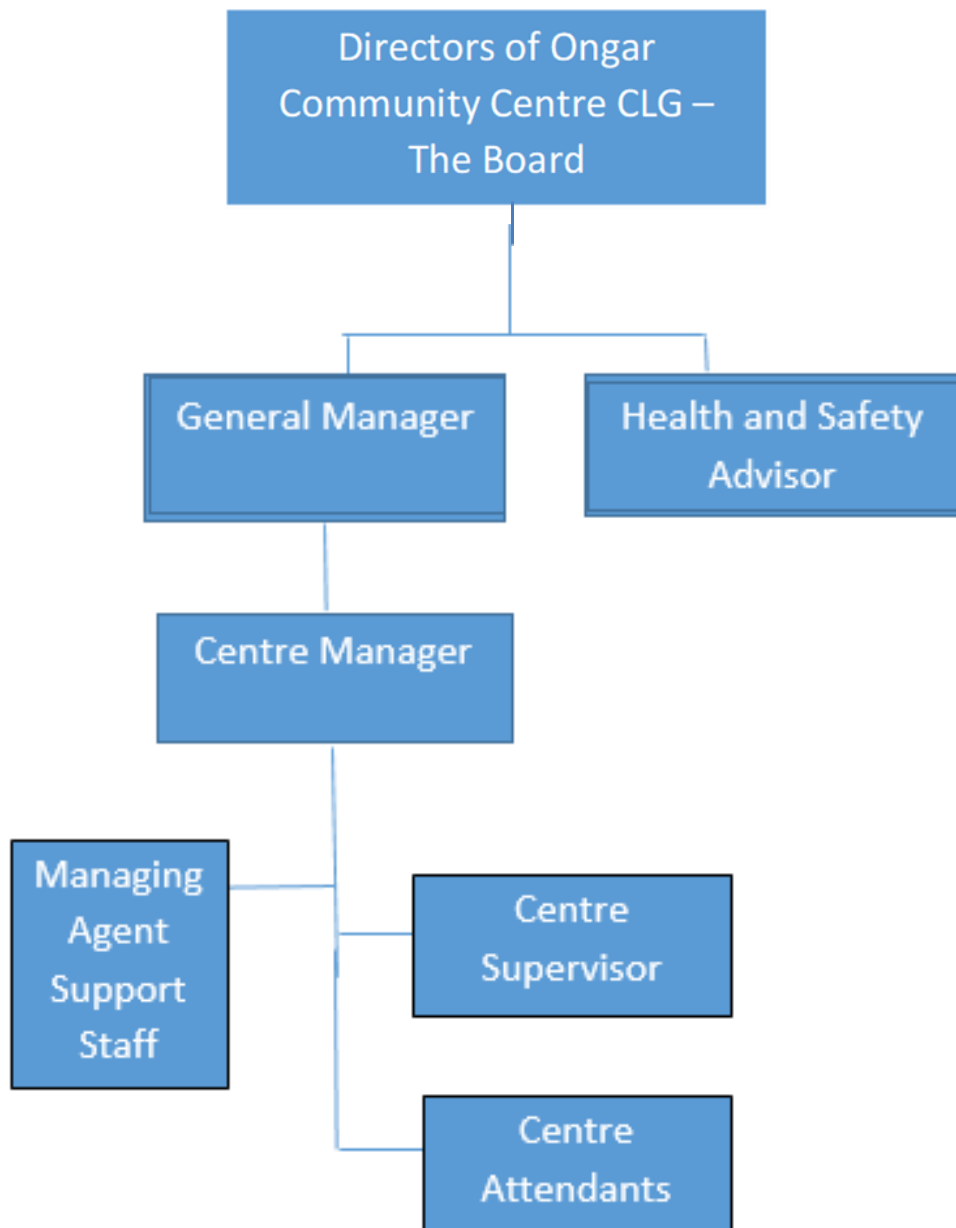 Directors of Ongar
Community Centre CLG –
The Board
General Manager
Health and Safety
Advisor
Centre Manager
Managing
Agent
Support
Staff
Centre
Supervisor
Centre
Attendants